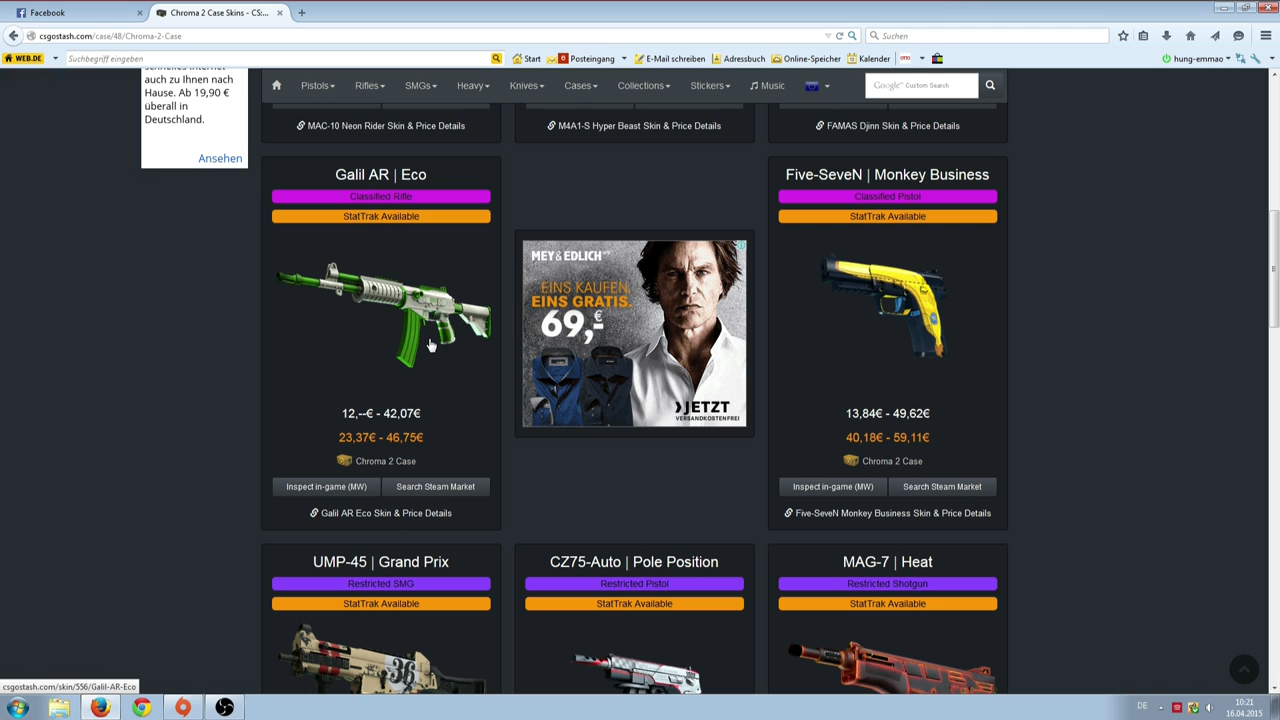 Facebook
Chroma 2 Case Skins - CS:...
csgostash.com/case/48/Chroma-2-Case
Suchen
WEB.DE
Suchbegriff eingeben
Start
Posteingang
E-Mail schreiben
Adressbuch
Online-Speicher
Kalender
hung-emmao
schnelles Internet
auch zu Ihnen nach
Hause. Ab 19,90 €
überall in
Deutschland.
Ansehen
Pistols
Rifles
SMGs
Heavy
Knives
Cases
Collections
Stickers
Music
Google Custom Search
MAC-10 Neon Rider Skin & Price Details
M4A1-S Hyper Beast Skin & Price Details
FAMAS Djinn Skin & Price Details
Galil AR | Eco
Classified Rifle
StatTrak Available
12,--€ - 42,07€
23,37€ - 46,75€
Chroma 2 Case
Inspect in-game (MW)
Search Steam Market
Galil AR Eco Skin & Price Details
MEY & EDLICH
EINS KAUFEN.
EINS GRATIS.
69,-€
JETZT
VERSANDKOSTENFREI
Five-SeveN | Monkey Business
Classified Pistol
StatTrak Available
13,84€ - 49,62€
40,18€ - 59,11€
Chroma 2 Case
Inspect in-game (MW)
Search Steam Market
Five-SeveN Monkey Business Skin & Price Details
UMP-45 | Grand Prix
Restricted SMG
StatTrak Available
36
CZ75-Auto | Pole Position
Restricted Pistol
StatTrak Available
MAG-7 | Heat
Restricted Shotgun
StatTrak Available
csgostash.com/skin/556/Galil-AR-Eco
DE
10:21
16.04.2015